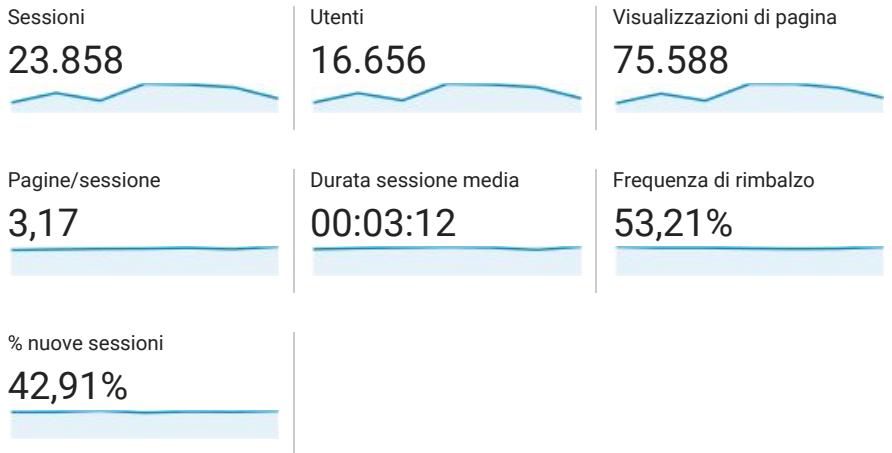 Sessioni
23.858
Utenti
16.656
Visualizzazioni di pagina
75.588
Pagine/sessione
3,17
Durata sessione media
00:03:12
Frequenza di rimbalzo
53,21%
% nuove sessioni
42,91%